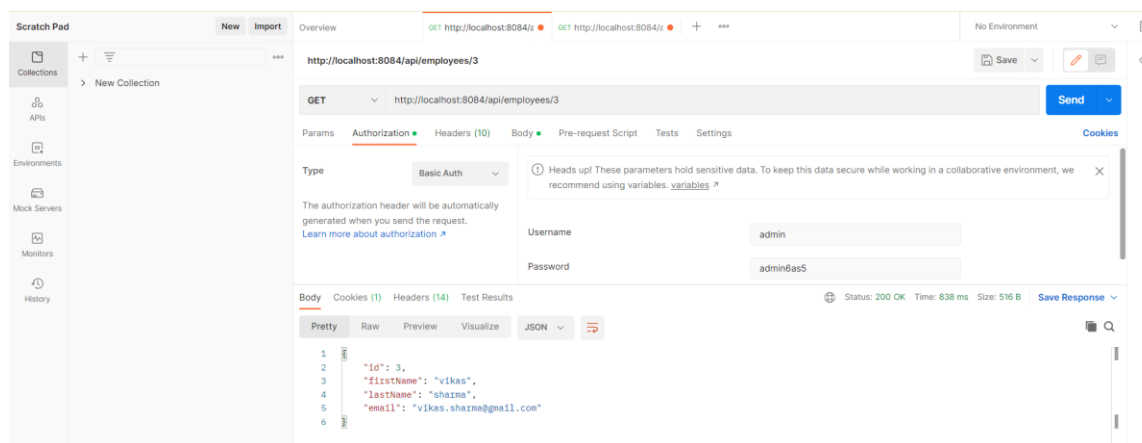 Scratch Pad New Import Overview GET http://localhost:8084/a GET http://localhost:8084/a No Environment
Collections
New Collection
APIs
Environments
Mock Servers
Monitors
History
http://localhost:8084/api/employees/3 Save
GET http://localhost:8084/api/employees/3 Send
Params Authorization Headers (10) Body Pre-request Script Tests Settings Cookies
Type Basic Auth
The authorization header will be automatically
generated when you send the request.
Learn more about authorization ↗
Heads up! These parameters hold sensitive data. To keep this data secure while working in a collaborative environment, we
recommend using variables. variables ↗
Username admin
Password admin6as5
Body Cookies (1) Headers (14) Test Results Status: 200 OK Time: 838 ms Size: 516 B Save Response
Pretty Raw Preview Visualize JSON
1 {
2 "id": 3,
3 "firstName": "vikas",
4 "lastName": "sharma",
5 "email": "vikas.sharma@gmail.com"
6 }